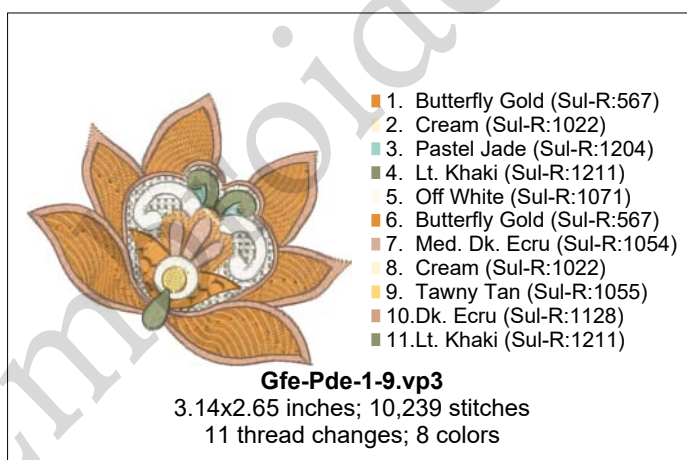 1. Butterfly Gold (Sul-R:567)
2. Cream (Sul-R:1022)
3. Pastel Jade (Sul-R:1204)
4. Lt. Khaki (Sul-R:1211)
5. Off White (Sul-R:1071)
6. Butterfly Gold (Sul-R:567)
7. Med. Dk. Ecru (Sul-R:1054)
8. Cream (Sul-R:1022)
9. Tawny Tan (Sul-R:1055)
10.Dk. Ecru (Sul-R:1128)
11.Lt. Khaki (Sul-R:1211)
Gfe-Pde-1-9.vp3
3.14x2.65 inches; 10,239 stitches
11 thread changes; 8 colors